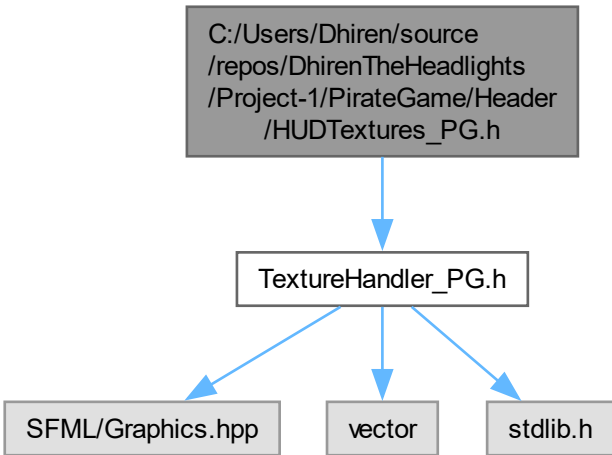 C:/Users/Dhiren/source
/repos/DhirenTheHeadlights
/Project-1/PirateGame/Header
/HUDTextures_PG.h
TextureHandler_PG.h
SFML/Graphics.hpp
vector
stdlib.h